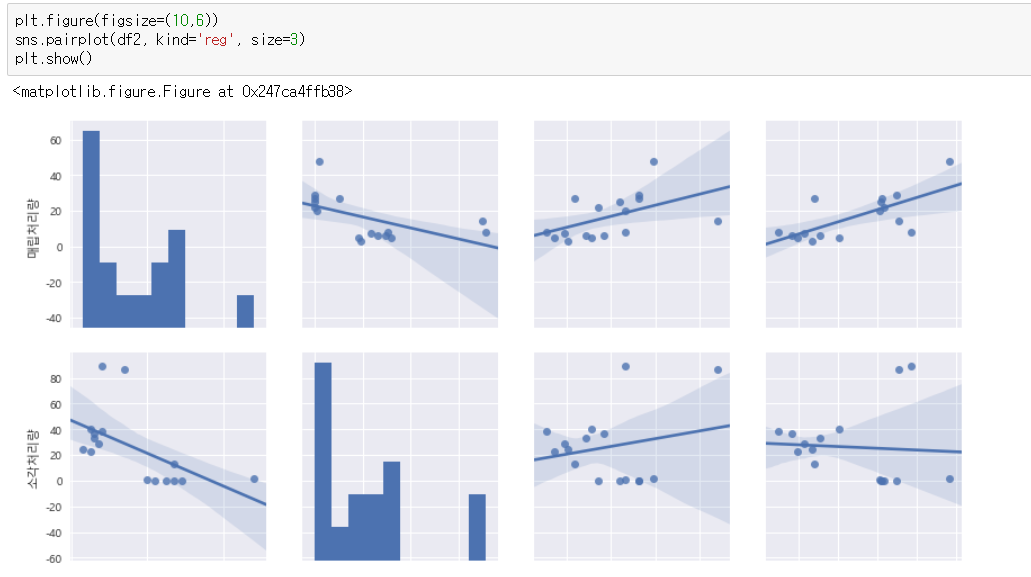 plt.figure(figsize=(10,6))
sns.pairplot(df2, kind='reg', size=3)
plt.show()
<matplotlib.figure.Figure at 0x247ca4ffb38>
60
40
20
0
-20
-40
매립처리량
80
60
40
20
0
-20
-40
-60
소각처리량